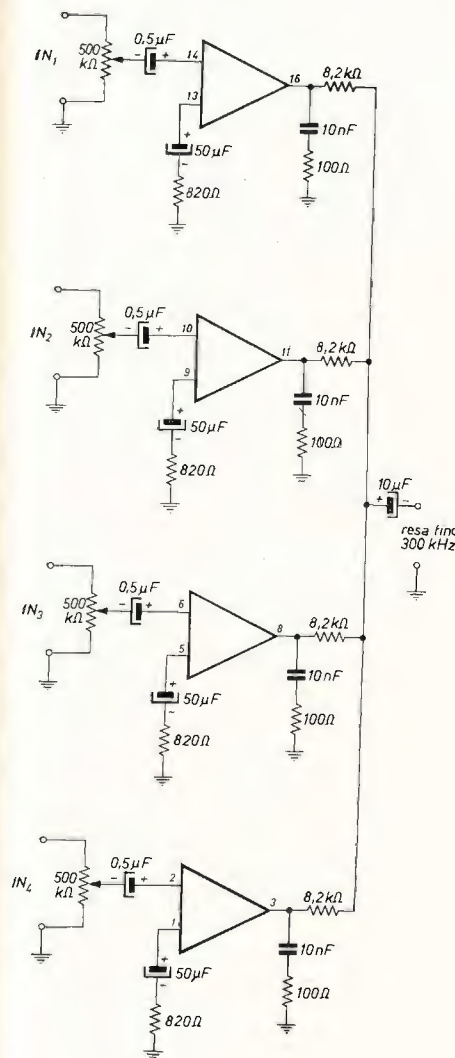 IN1
500
kΩ
0,5µF
- +
14
13
16
8,2kΩ
+
50µF
-
820Ω
10nF
100Ω
IN2
500
kΩ
0,5µF
- +
10
9
11
8,2kΩ
+
50µF
-
820Ω
10nF
100Ω
10µF
+ -
resa fino
300 kHz
IN3
500
kΩ
0,5µF
- +
6
5
8
8,2kΩ
+
50µF
-
820Ω
10nF
100Ω
IN4
500
kΩ
0,5µF
- +
2
1
3
8,2kΩ
+
50µF
-
820Ω
10nF
100Ω